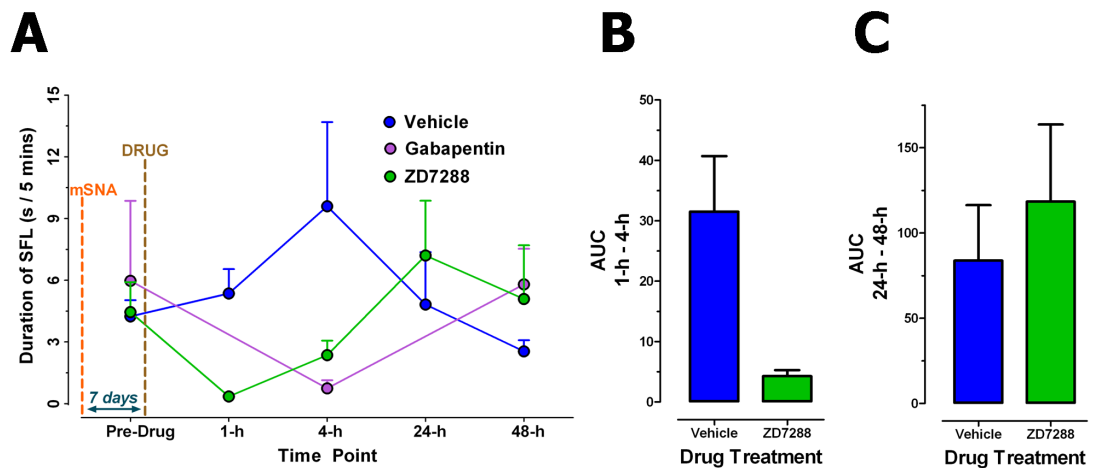 A
Duration of SFL (s / 5 mins)
15
12
9
6
3
0
mSNA
DRUG
7 days
Vehicle
Gabapentin
ZD7288
Pre-Drug 1-h 4-h 24-h 48-h
Time Point
B
AUC
1-h - 4-h
50
40
30
20
10
0
Vehicle ZD7288
Drug Treatment
C
AUC
24-h - 48-h
150
100
50
0
Vehicle ZD7288
Drug Treatment